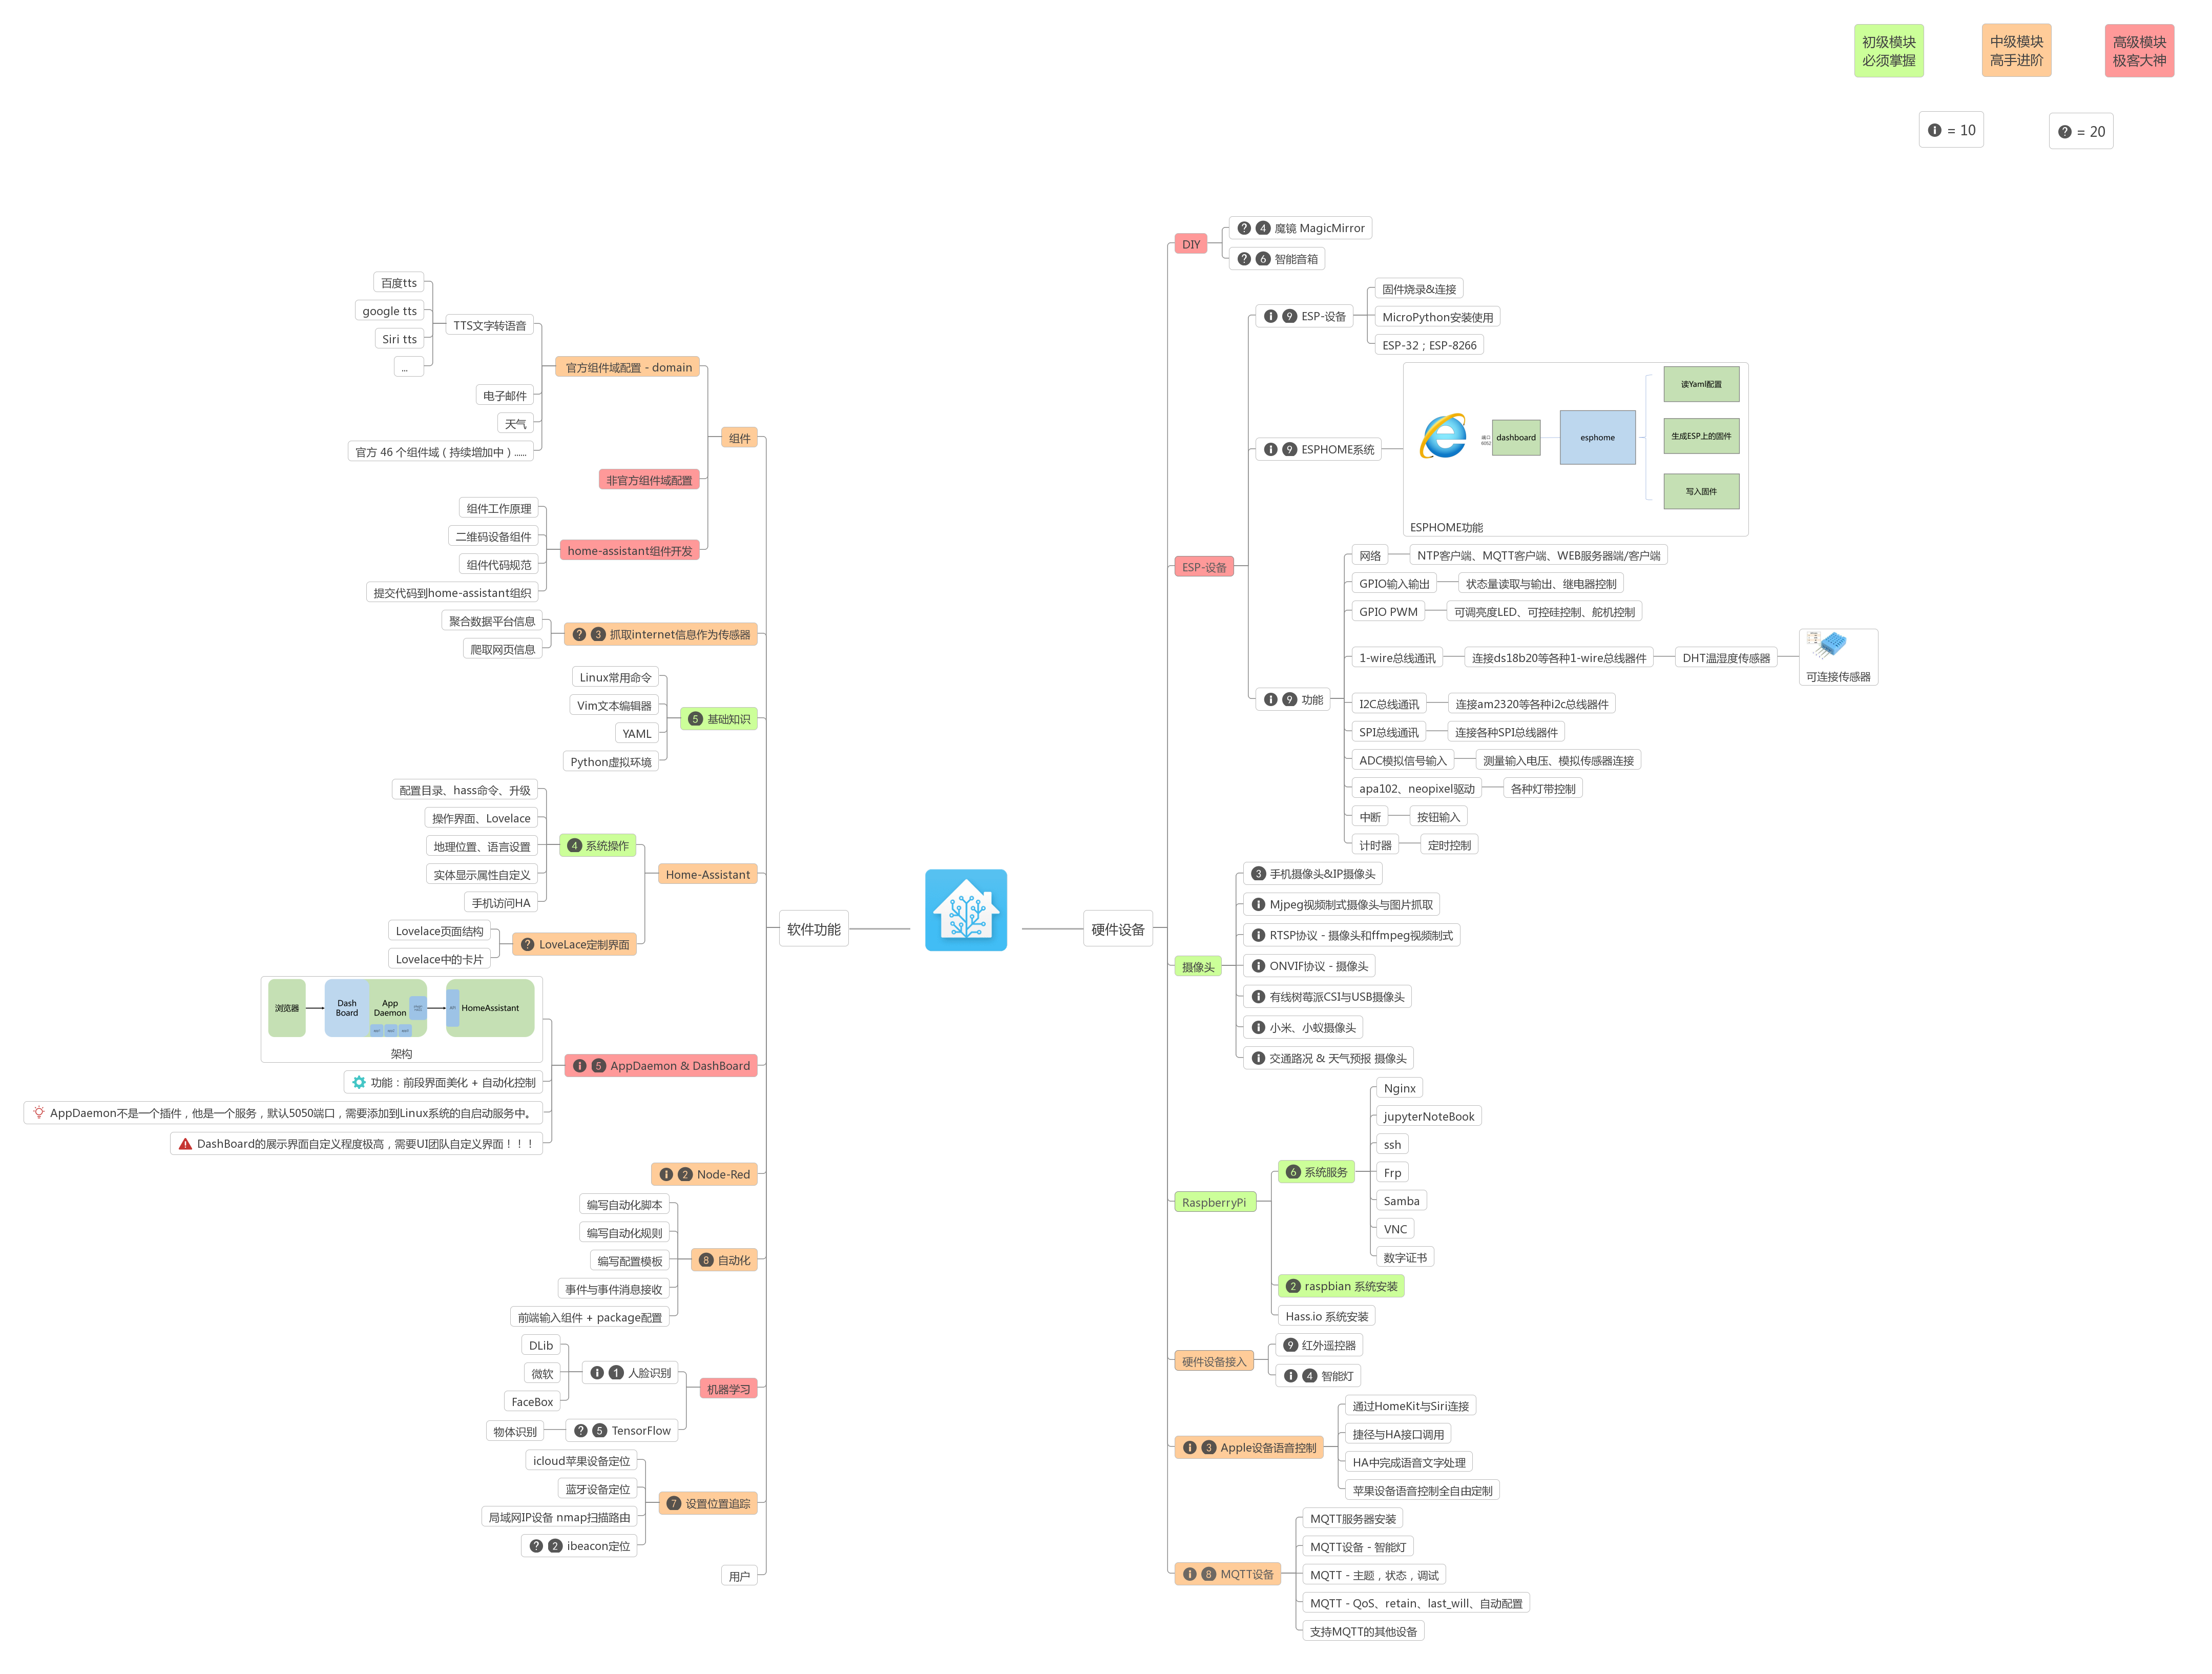 初级模块
必须掌握
中级模块
高手进阶
高级模块
极客大神
= 10
= 20
软件功能
组件
官方组件域配置 - domain
TTS文字转语音
百度tts
google tts
Siri tts
...
电子邮件
天气
官方 46 个组件域 ( 持续增加中 ) ......
非官方组件域配置
home-assistant组件开发
组件工作原理
二维码设备组件
组件代码规范
提交代码到home-assistant组织
3 抓取internet信息作为传感器
聚合数据平台信息
爬取网页信息
5 基础知识
Linux常用命令
Vim文本编辑器
YAML
Python虚拟环境
Home-Assistant
4 系统操作
配置目录、hass命令、升级
操作界面、Lovelace
地理位置、语言设置
实体显示属性自定义
手机访问HA
LoveLace定制界面
Lovelace页面结构
Lovelace中的卡片
5 AppDaemon & DashBoard
浏览器
Dash
Board
App
Daemon
HomeAssistant
架构
功能：前段界面美化 + 自动化控制
AppDaemon不是一个插件，他是一个服务，默认5050端口，需要添加到Linux系统的自启动服务中。
DashBoard的展示界面自定义程度极高，需要UI团队自定义界面！！！
2 Node-Red
8 自动化
编写自动化脚本
编写自动化规则
编写配置模板
事件与事件消息接收
前端输入组件 + package配置
机器学习
1 人脸识别
DLib
微软
FaceBox
5 TensorFlow
物体识别
7 设置位置追踪
icloud苹果设备定位
蓝牙设备定位
局域网IP设备 nmap扫描路由
2 ibeacon定位
用户
硬件设备
DIY
4 魔镜 MagicMirror
6 智能音箱
ESP-设备
9 ESP-设备
固件烧录&连接
MicroPython安装使用
ESP-32；ESP-8266
9 ESPHOME系统
端口
6052
dashboard
esphome
读Yaml配置
生成ESP上的固件
写入固件
ESPHOME功能
9 功能
网络
NTP客户端、MQTT客户端、WEB服务器端/客户端
GPIO输入输出
状态量读取与输出、继电器控制
GPIO PWM
可调亮度LED、可控硅控制、舵机控制
1-wire总线通讯
连接ds18b20等各种1-wire总线器件
DHT温湿度传感器
可连接传感器
I2C总线通讯
连接am2320等各种i2c总线器件
SPI总线通讯
连接各种SPI总线器件
ADC模拟信号输入
测量输入电压、模拟传感器连接
apa102、neopixel驱动
各种灯带控制
中断
按钮输入
计时器
定时控制
摄像头
3 手机摄像头&IP摄像头
Mjpeg视频制式摄像头与图片抓取
RTSP协议 - 摄像头和ffmpeg视频制式
ONVIF协议 - 摄像头
有线树莓派CSI与USB摄像头
小米、小蚁摄像头
交通路况 & 天气预报 摄像头
RaspberryPi
6 系统服务
Nginx
jupyterNoteBook
ssh
Frp
Samba
VNC
数字证书
2 raspbian 系统安装
Hass.io 系统安装
硬件设备接入
9 红外遥控器
4 智能灯
3 Apple设备语音控制
通过HomeKit与Siri连接
捷径与HA接口调用
HA中完成语音文字处理
苹果设备语音控制全自由定制
8 MQTT设备
MQTT服务器安装
MQTT设备 - 智能灯
MQTT - 主题，状态，调试
MQTT - QoS、retain、last_will、自动配置
支持MQTT的其他设备